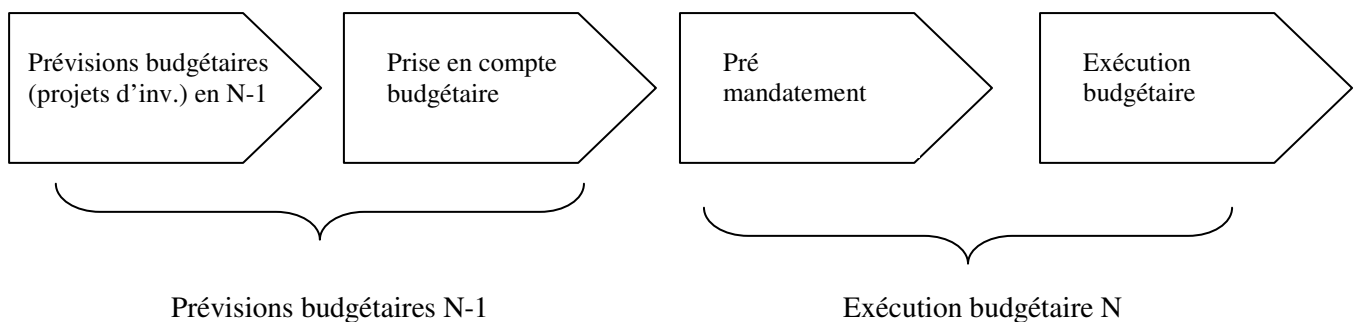 Prévisions budgétaires
(projets d’inv.) en N-1
Prise en compte
budgétaire
Pré
mandatement
Exécution
budgétaire
Prévisions budgétaires N-1
Exécution budgétaire N